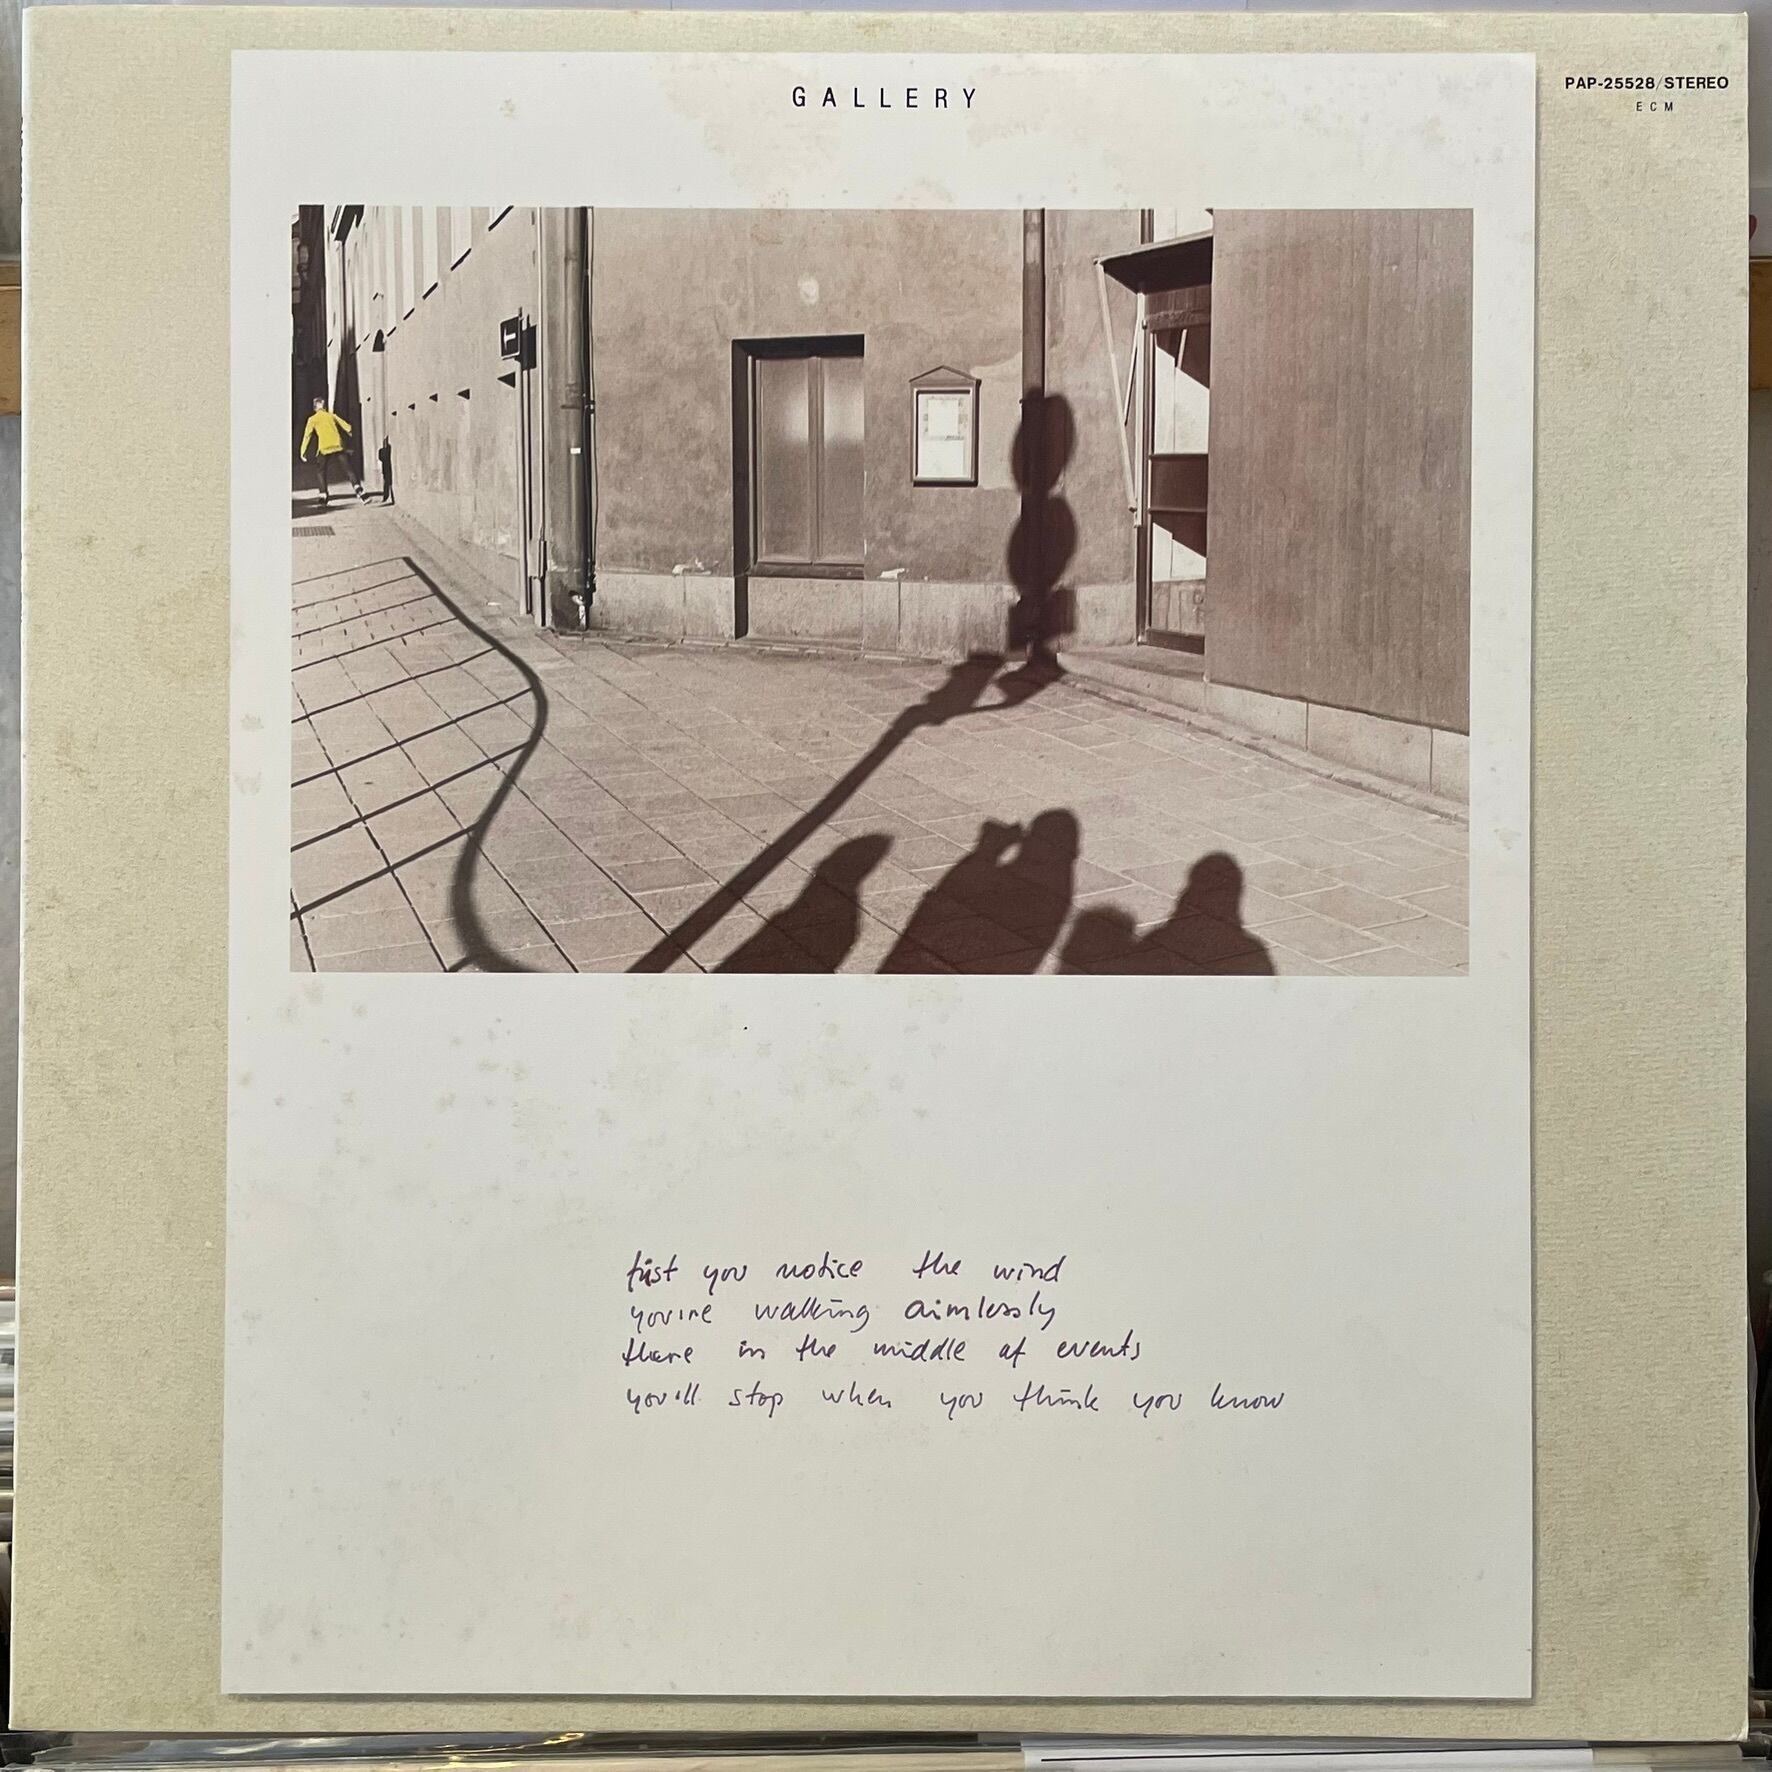 GALLERY
PAP-25528/STEREO
ECM
first you notice the wind
you're walking aimlessly
there in the middle of events
you'll stop when you think you know